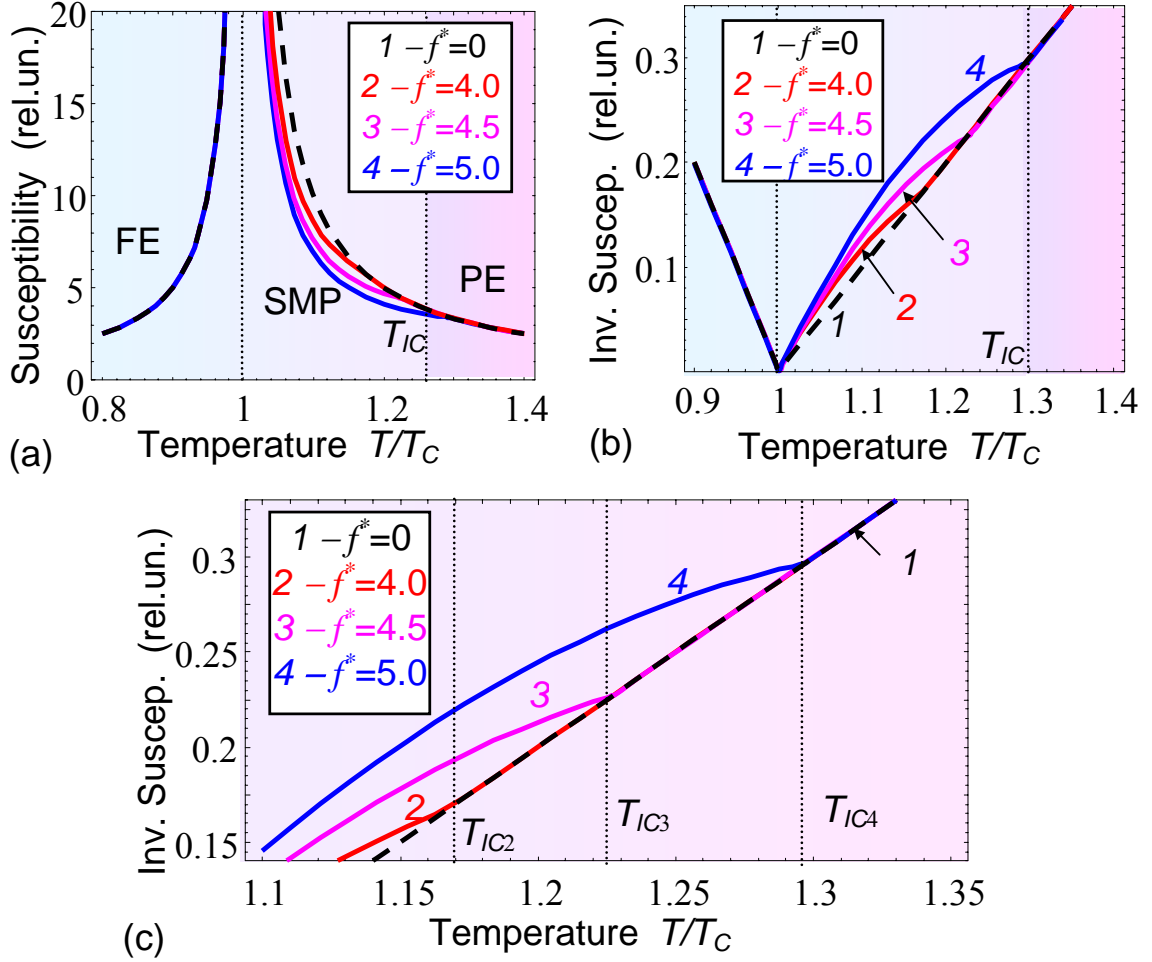 Susceptibility (rel.un.)
20
15
10
5
0
1 – f*=0
2 – f*=4.0
3 – f*=4.5
4 – f*=5.0
FE
SMP
PE
T_IC
0.8
1
1.2
1.4
(a)
Temperature T/T_C
Inv. Suscep. (rel.un.)
0.3
0.2
0.1
1 – f*=0
2 – f*=4.0
3 – f*=4.5
4 – f*=5.0
4
3
2
1
T_IC
0.9
1
1.1
1.2
1.3
1.4
(b)
Temperature T/T_C
Inv. Suscep. (rel.un.)
0.3
0.25
0.2
0.15
1 – f*=0
2 – f*=4.0
3 – f*=4.5
4 – f*=5.0
4
1
3
2
T_IC2
T_IC3
T_IC4
1.1
1.15
1.2
1.25
1.3
1.35
(c)
Temperature T/T_C